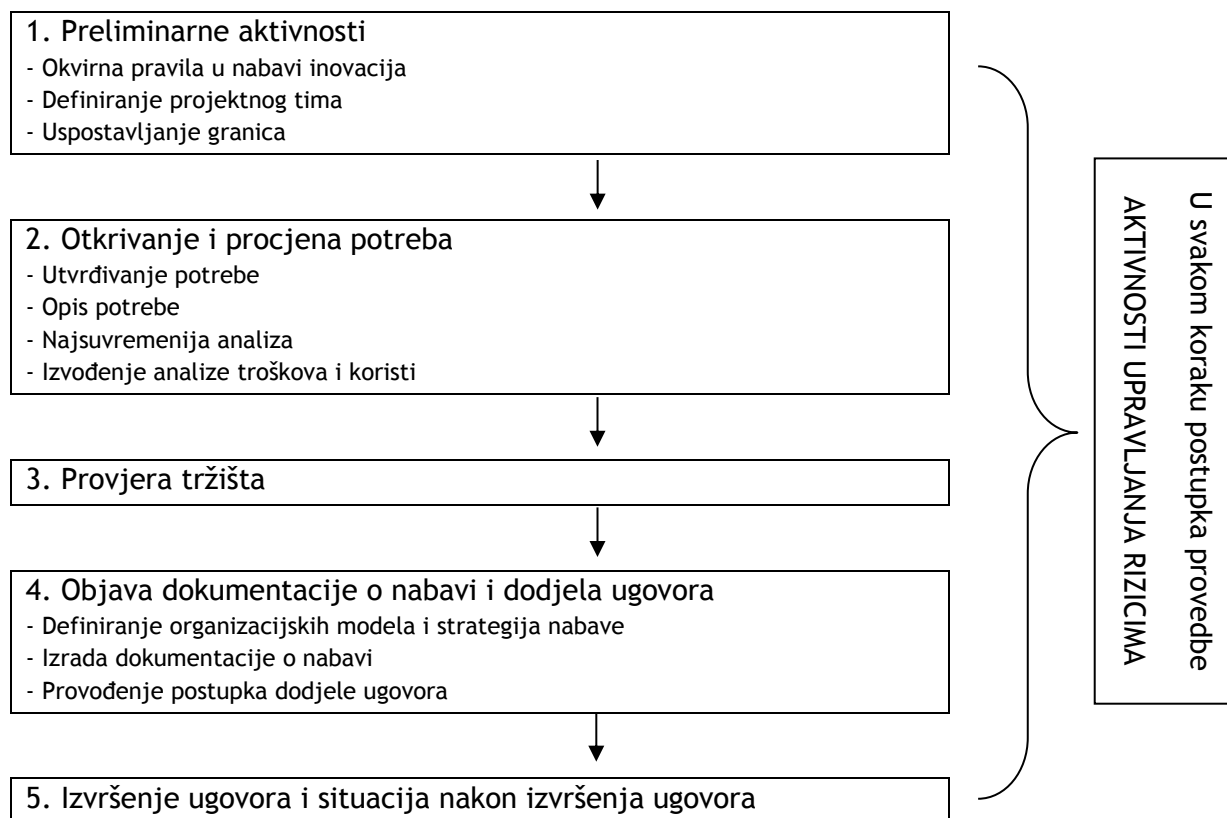 1. Preliminarne aktivnosti
- Okvirna pravila u nabavi inovacija
- Definiranje projektnog tima
- Uspostavljanje granica
2. Otkrivanje i procjena potreba
- Utvrđivanje potrebe
- Opis potrebe
- Najsuvremenija analiza
- Izvođenje analize troškova i koristi
3. Provjera tržišta
4. Objava dokumentacije o nabavi i dodjela ugovora
- Definiranje organizacijskih modela i strategija nabave
- Izrada dokumentacije o nabavi
- Provođenje postupka dodjele ugovora
5. Izvršenje ugovora i situacija nakon izvršenja ugovora
U svakom koraku postupka provedbe
AKTIVNOSTI UPRAVLJANJA RIZICIMA